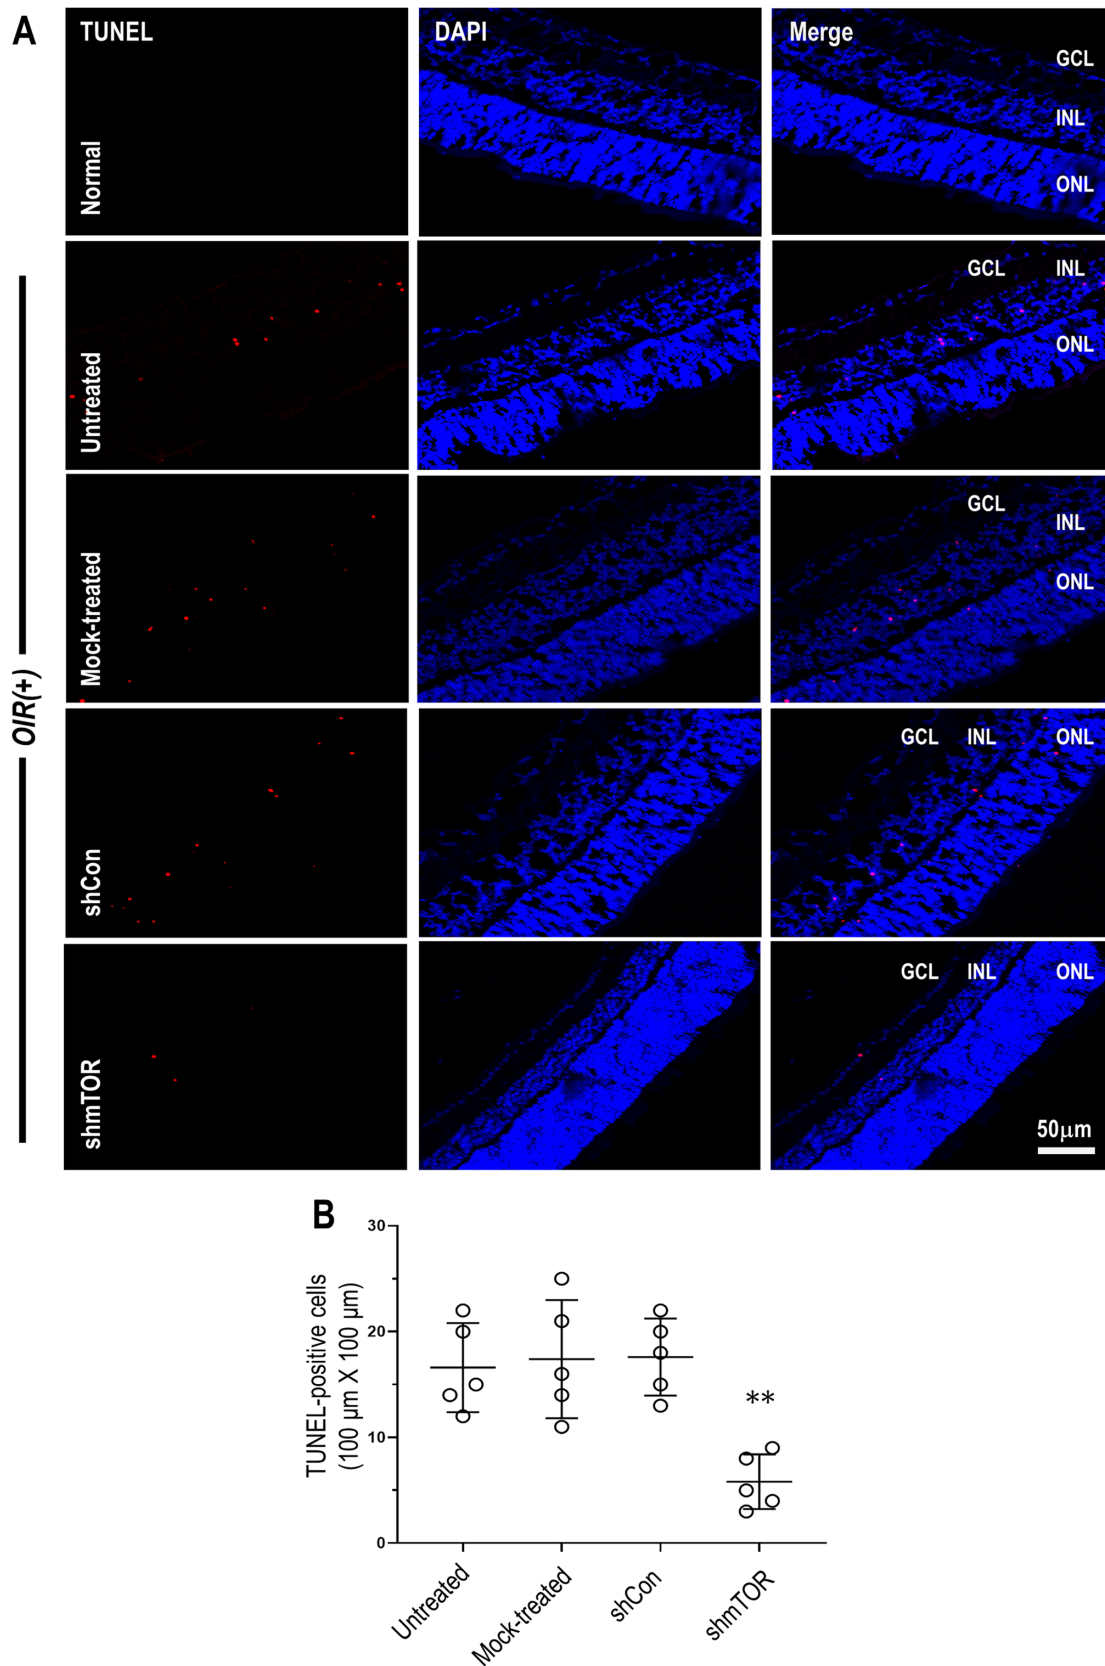 A
TUNEL
DAPI
Merge
Normal
GCL
INL
ONL
OIR(+)
Untreated
GCL
INL
ONL
Mock-treated
GCL
INL
ONL
shCon
GCL
INL
ONL
shmTOR
GCL
INL
ONL
50μm
B
TUNEL-positive cells
(100 μm X 100 μm)
30
20
10
0
**
Untreated
Mock-treated
shCon
shmTOR